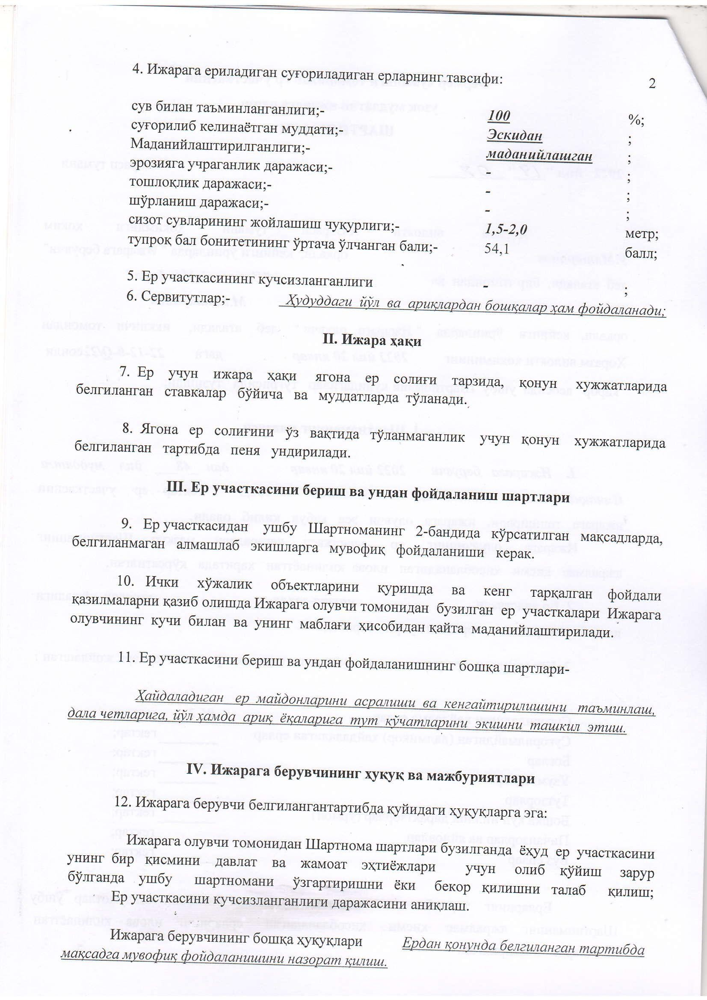 2
4. Ижарага ериладиган суғориладиган ерларнинг тавсифи:
сув билан таъминланганлиги;- 100 %;
суғорилиб келинаётган муддати;- Эскидан ;
Маданийлаштирилганлиги;- маданийлашган ;
эрозияга учраганлик даражаси;- - ;
тошлоқлик даражаси;- - ;
шўрланиш даражаси;- - ;
сизот сувларининг жойлашиш чуқурлиги;- 1,5-2,0 метр;
тупроқ бал бонитетининг ўртача ўлчанган бали;- 54,1 балл;
5. Ер участкасининг кучсизланганлиги - ;
6. Сервитутлар;- Ҳудуддаги йўл ва ариқлардан бошқалар ҳам фойдаланади;
II. Ижара ҳақи
7. Ер учун ижара ҳақи ягона ер солиғи тарзида, қонун хужжатларида
белгиланган ставкалар бўйича ва муддатларда тўланади.
8. Ягона ер солиғини ўз вақтида тўланмаганлик учун қонун хужжатларида
белгиланган тартибда пеня ундирилади.
III. Ер участкасини бериш ва ундан фойдаланиш шартлари
9. Ер участкасидан ушбу Шартноманинг 2-бандида кўрсатилган мақсадларда,
белгиланмаган алмашлаб экишларга мувофиқ фойдаланиши керак.
10. Ички хўжалик объектларини қуришда ва кенг тарқалган фойдали
қазилмаларни қазиб олишда Ижарага олувчи томонидан бузилган ер участкалари Ижарага
олувчининг кучи билан ва унинг маблағи ҳисобидан қайта маданийлаштирилади.
11. Ер участкасини бериш ва ундан фойдаланишнинг бошқа шартлари-
Ҳайдаладиган ер майдонларини асралиши ва кенгайтирилишини таъминлаш,
дала четларига, йўл ҳамда ариқ ёқаларига тут кўчатларини экишни ташкил этиш.
IV. Ижарага берувчининг ҳуқуқ ва мажбуриятлари
12. Ижарага берувчи белгилангантартибда қуйидаги ҳуқуқларга эга:
Ижарага олувчи томонидан Шартнома шартлари бузилганда ёҳуд ер участкасини
унинг бир қисмини давлат ва жамоат эҳтиёжлари учун олиб қўйиш зарур
бўлганда ушбу шартномани ўзгартиришни ёки бекор қилишни талаб қилиш;
Ер участкасини кучсизланганлиги даражасини аниқлаш.
Ижарага берувчининг бошқа ҳуқуқлари Ердан қонунда белгиланган тартибда
мақсадга мувофиқ фойдаланишини назорат қилиш.